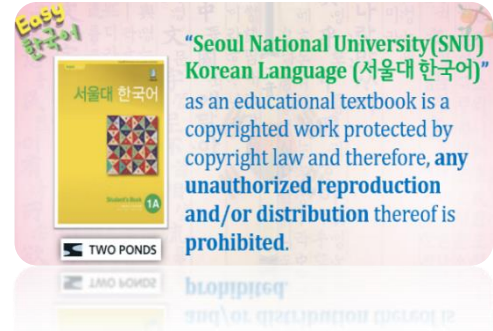 Easy
한국어
서울대 한국어
Student's Book 1A
TWO PONDS
“Seoul National University(SNU)
Korean Language (서울대 한국어)”
as an educational textbook is a
copyrighted work protected by
copyright law and therefore, any
unauthorized reproduction
and/or distribution thereof is
prohibited.